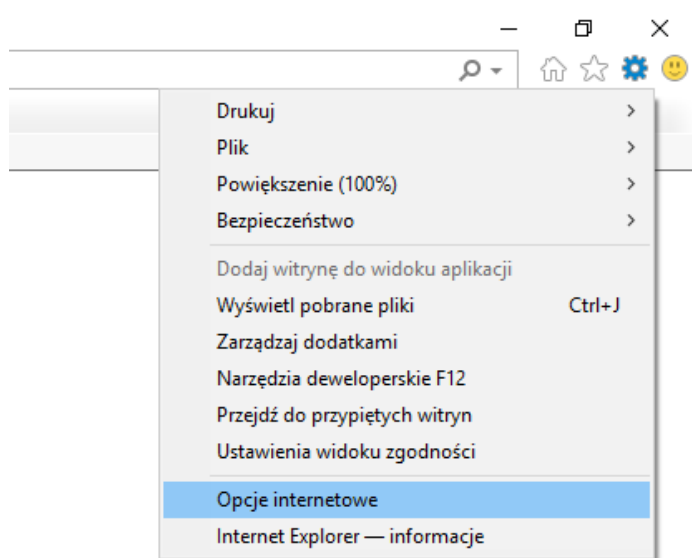 Drukuj
Plik
Powiększenie (100%)
Bezpieczeństwo
Dodaj witrynę do widoku aplikacji
Wyświetl pobrane pliki Ctrl+J
Zarządzaj dodatkami
Narzędzia deweloperskie F12
Przejdź do przypiętych witryn
Ustawienia widoku zgodności
Opcje internetowe
Internet Explorer — informacje